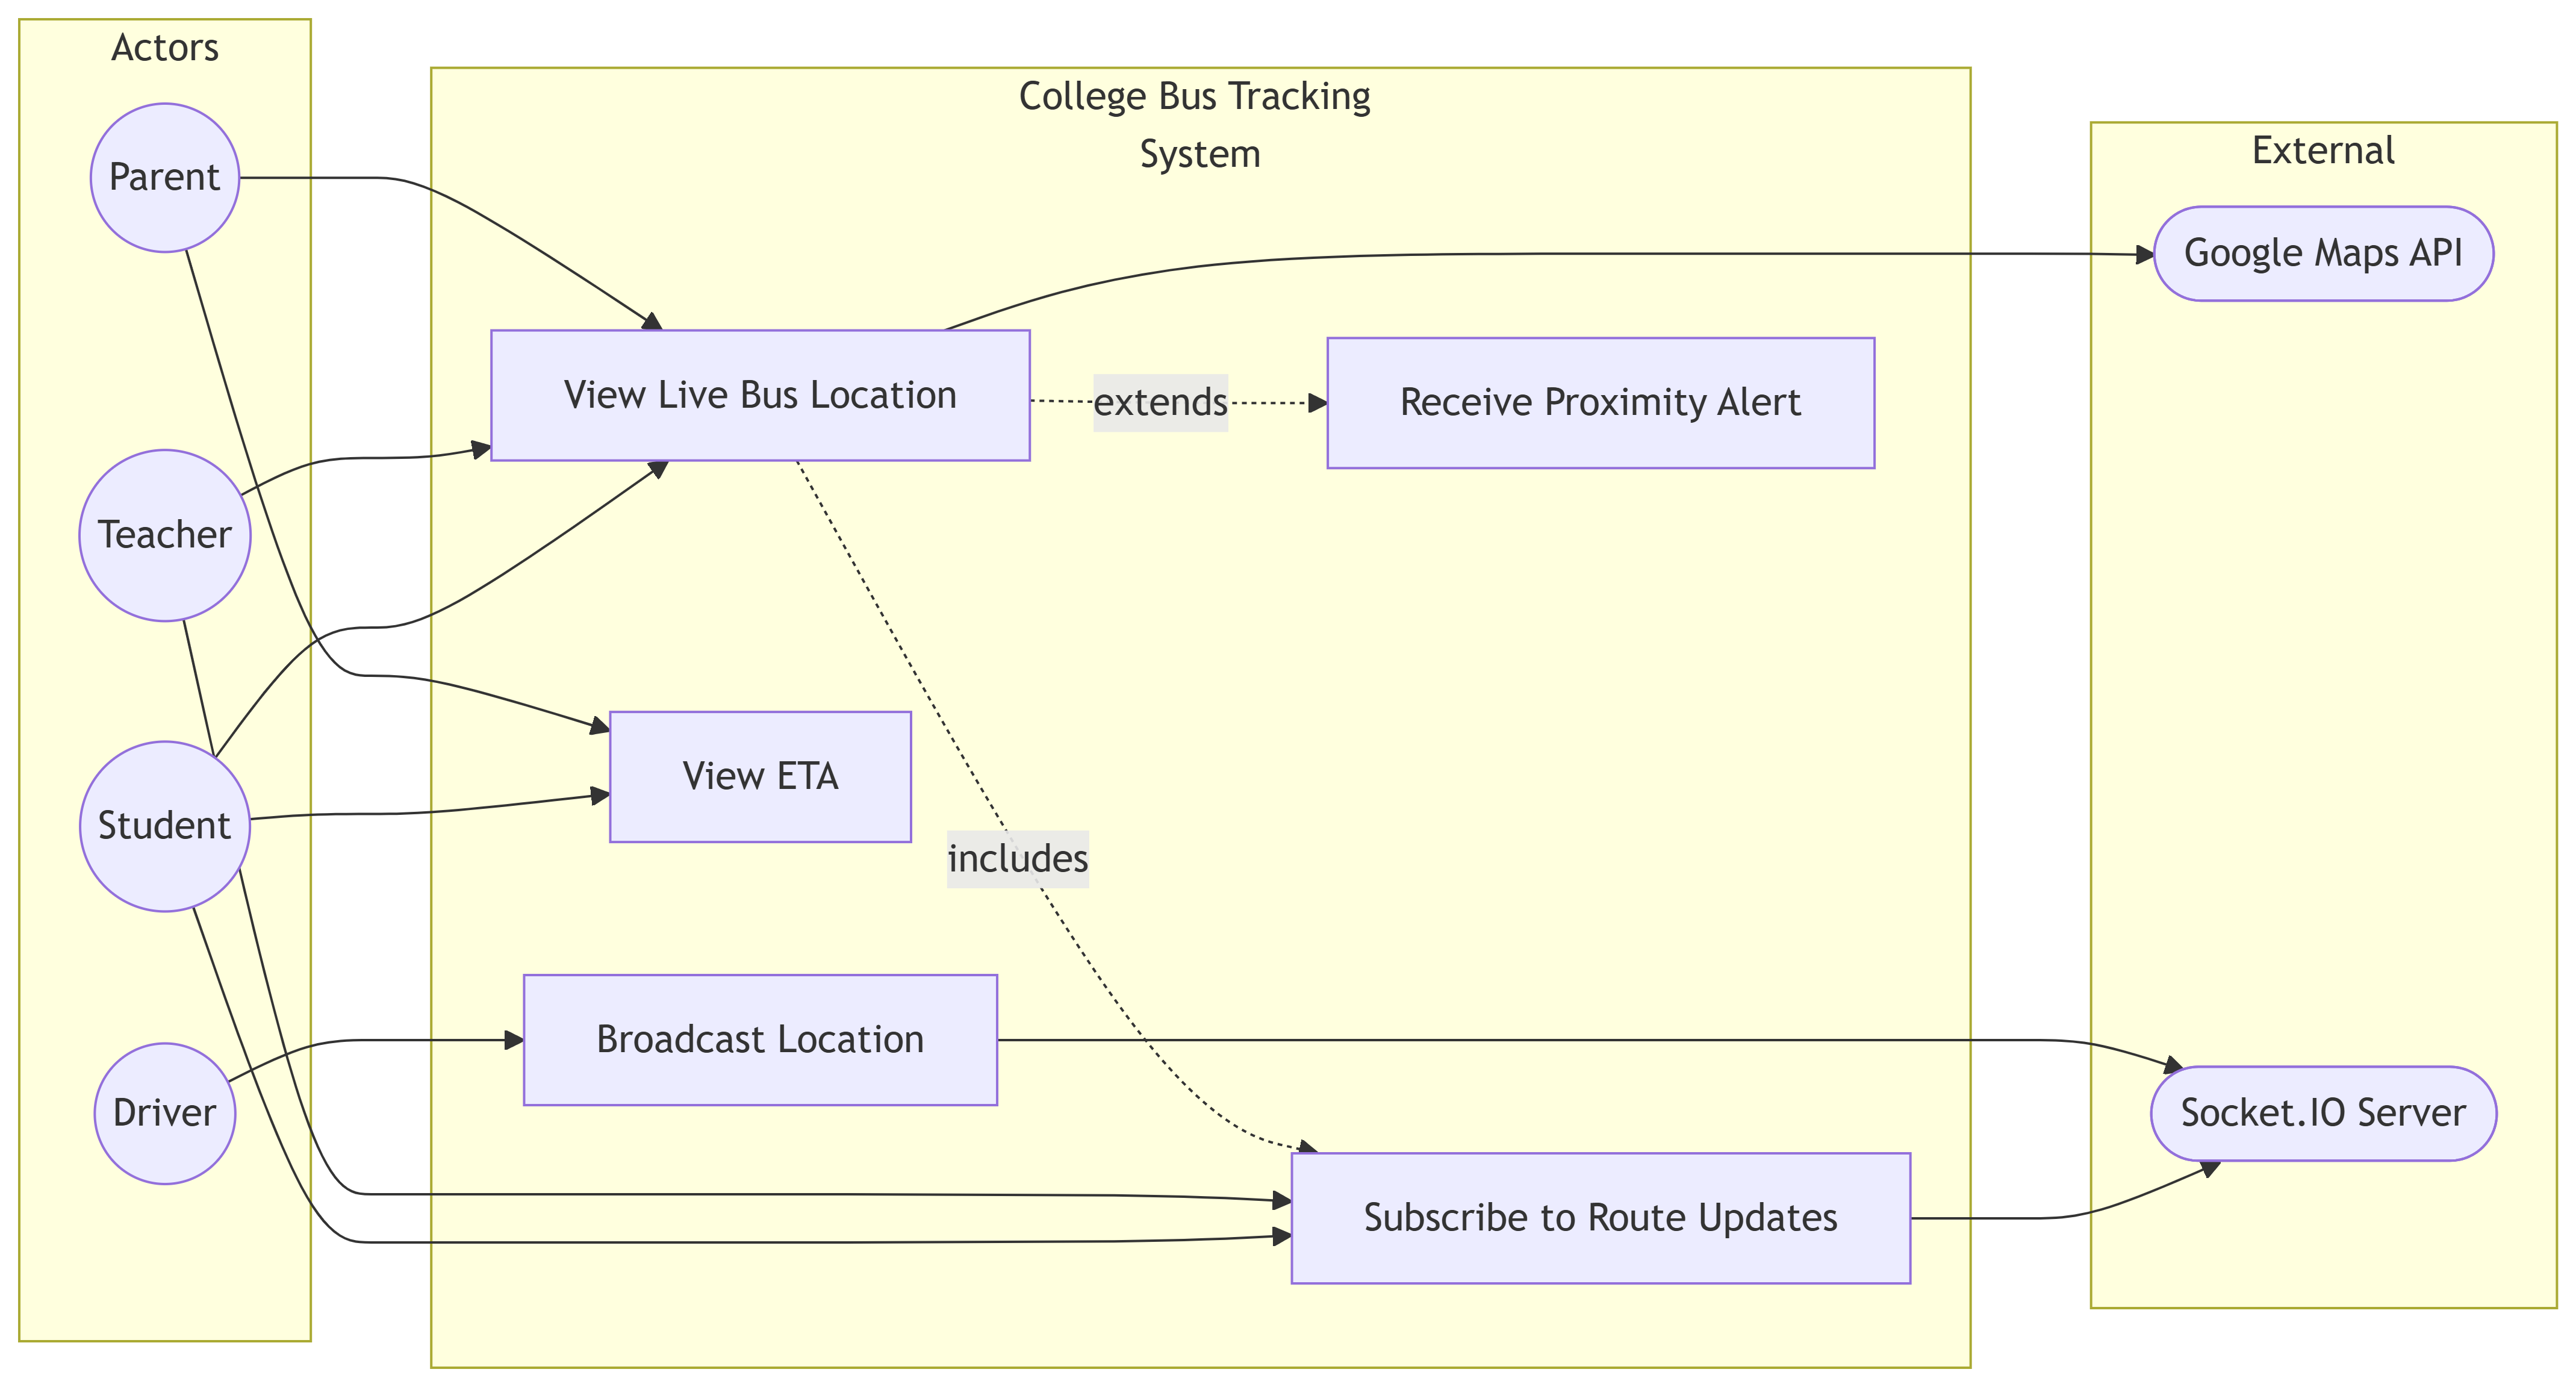 Actors
Parent
Teacher
Student
Driver
College Bus Tracking
System
View Live Bus Location
extends
Receive Proximity Alert
View ETA
includes
Broadcast Location
Subscribe to Route Updates
External
Google Maps API
Socket.IO Server